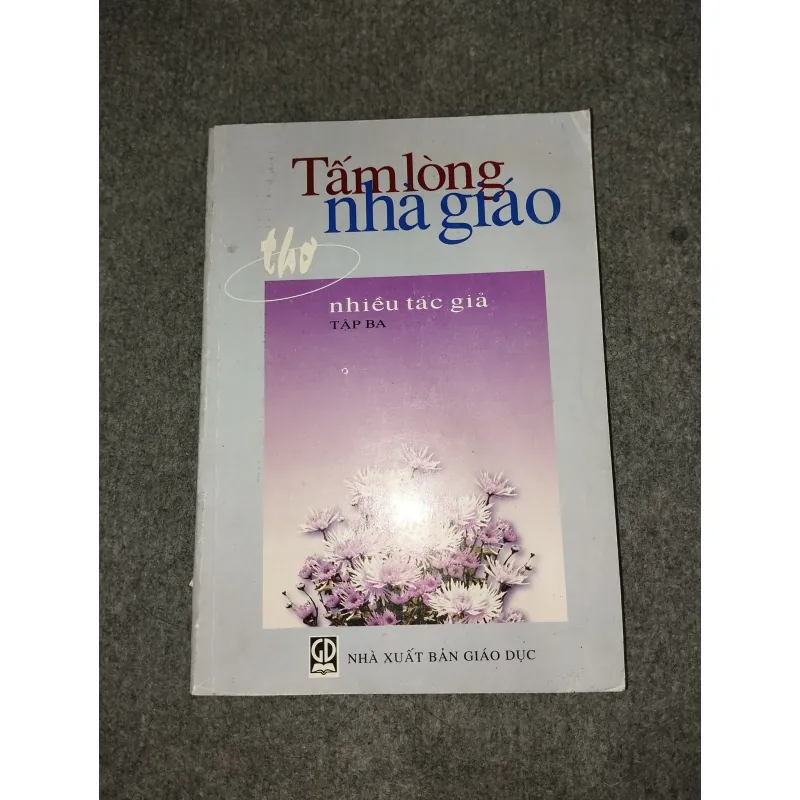 Tấm lòng
nhà giáo
thơ
nhiều tác giả
TẬP BA
GD
NHÀ XUẤT BẢN GIÁO DỤC